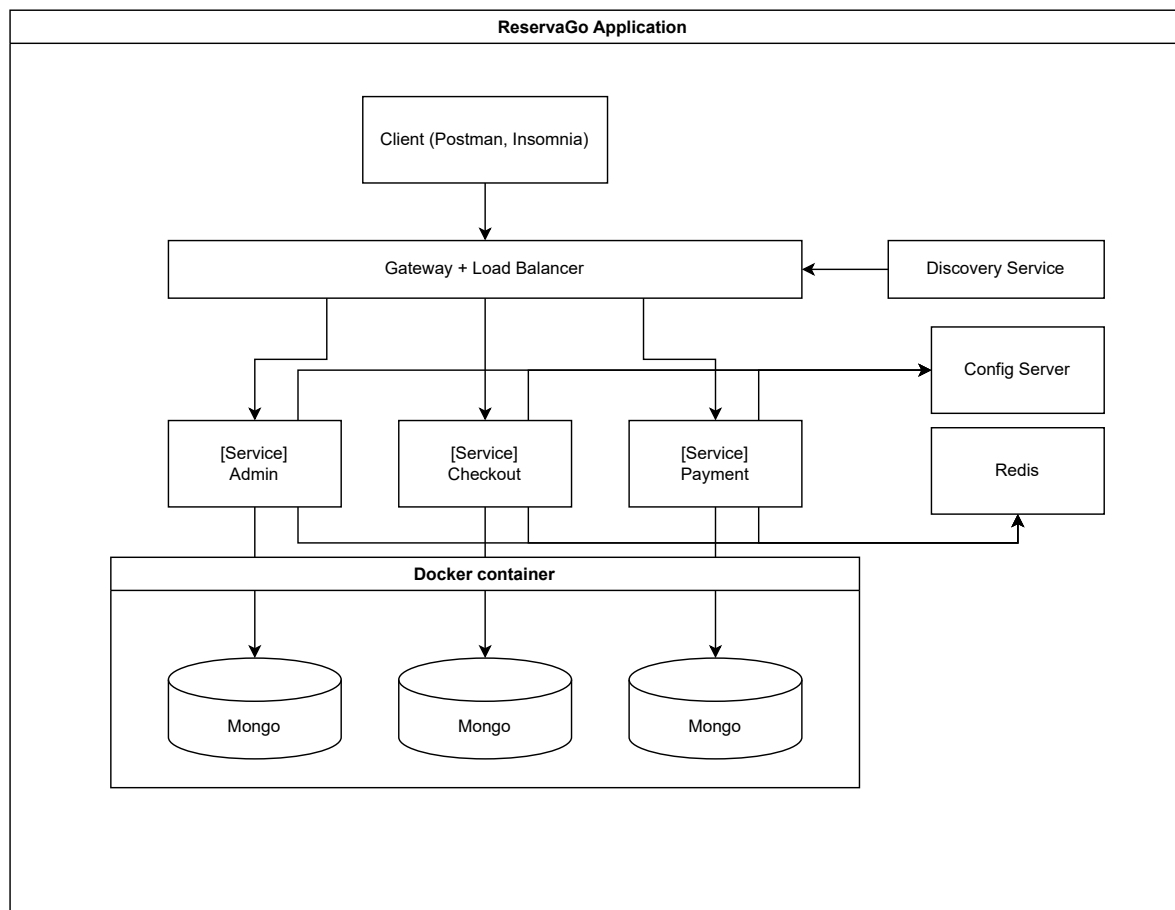 ReservaGo Application
Client (Postman, Insomnia)
Gateway + Load Balancer
Discovery Service
Config Server
[Service]
Admin
[Service]
Checkout
[Service]
Payment
Redis
Docker container
Mongo
Mongo
Mongo